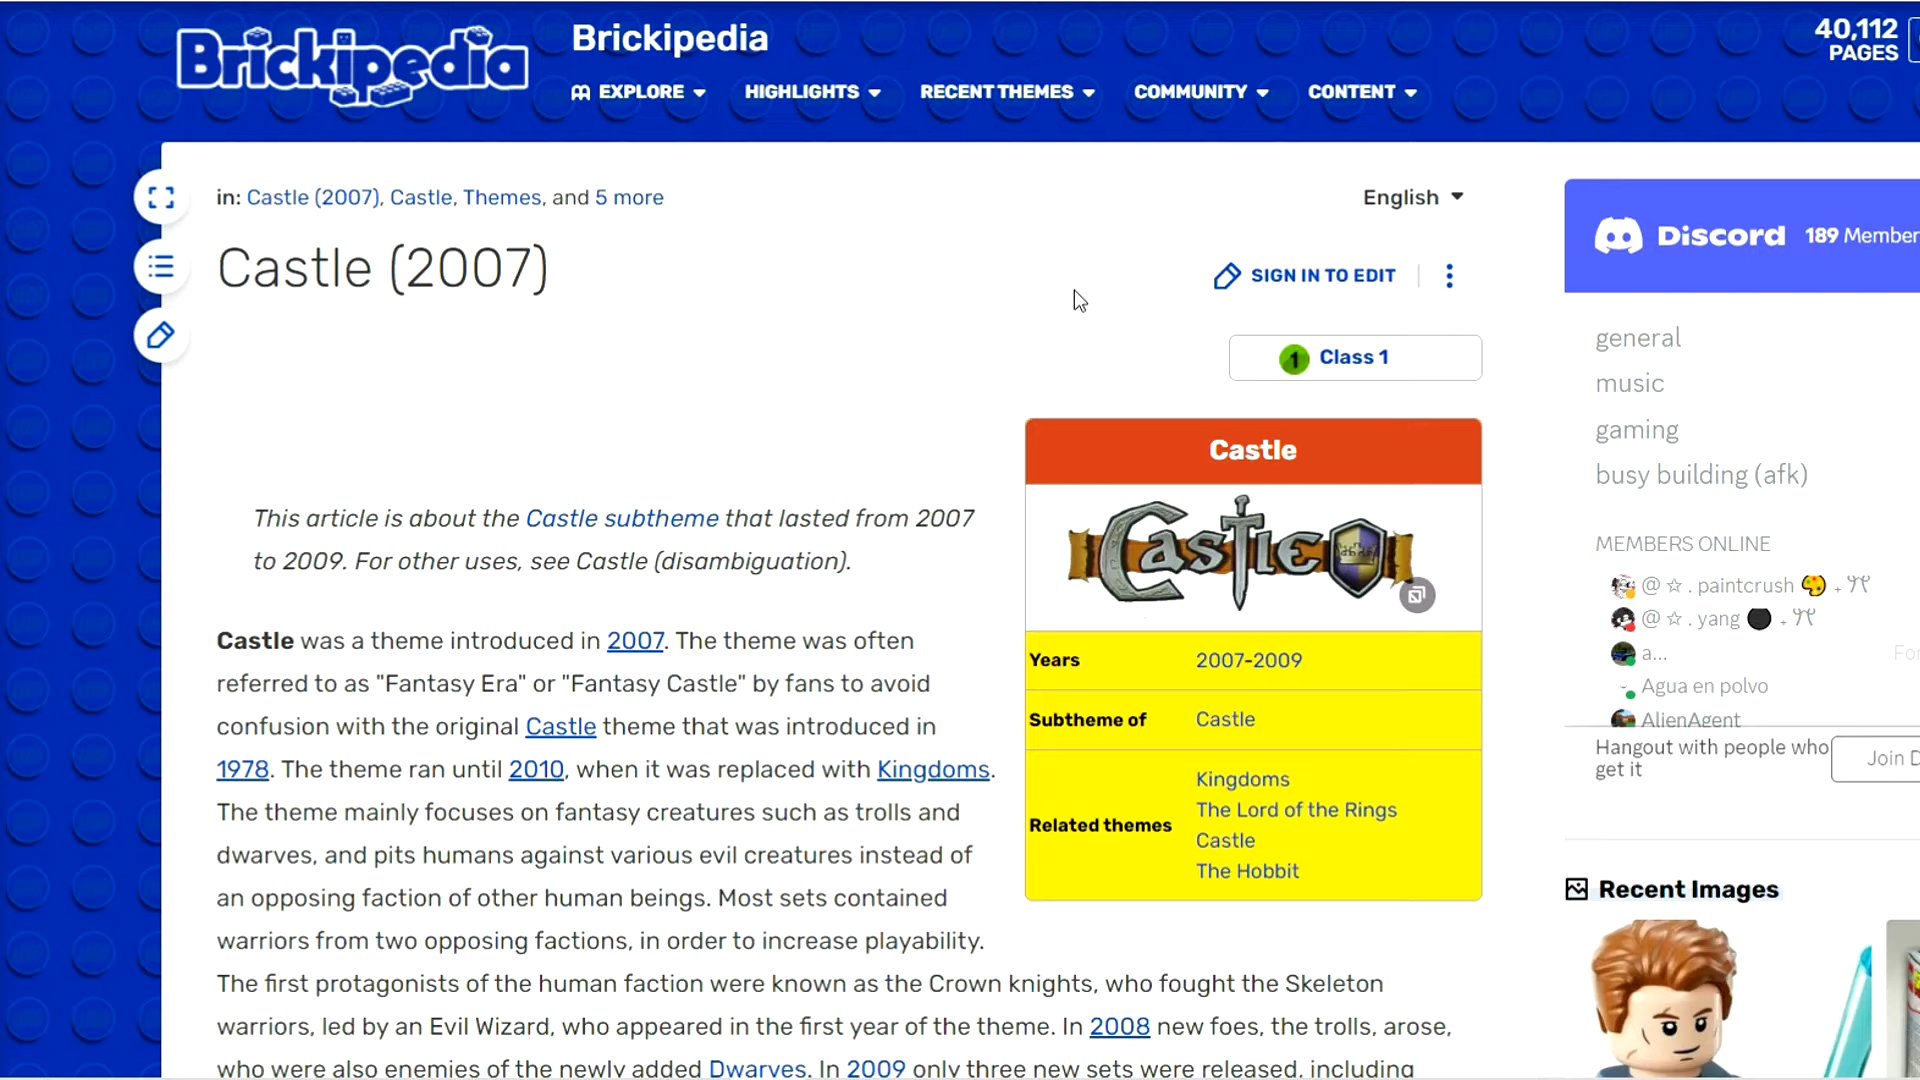 Brickipedia
Brickipedia
40,112
PAGES
EXPLORE
HIGHLIGHTS
RECENT THEMES
COMMUNITY
CONTENT
in: Castle (2007), Castle, Themes, and 5 more
English
Castle (2007)
SIGN IN TO EDIT
1 Class 1
This article is about the Castle subtheme that lasted from 2007
to 2009. For other uses, see Castle (disambiguation).
Castle was a theme introduced in 2007. The theme was often
referred to as "Fantasy Era" or "Fantasy Castle" by fans to avoid
confusion with the original Castle theme that was introduced in
1978. The theme ran until 2010, when it was replaced with Kingdoms.
The theme mainly focuses on fantasy creatures such as trolls and
dwarves, and pits humans against various evil creatures instead of
an opposing faction of other human beings. Most sets contained
warriors from two opposing factions, in order to increase playability.
The first protagonists of the human faction were known as the Crown knights, who fought the Skeleton
warriors, led by an Evil Wizard, who appeared in the first year of the theme. In 2008 new foes, the trolls, arose,
who were also enemies of the newly added Dwarves. In 2009 only three new sets were released, including
Castle
Castle
Years 2007-2009
Subtheme of Castle
Related themes
Kingdoms
The Lord of the Rings
Castle
The Hobbit
Discord 189 Member
general
music
gaming
busy building (afk)
MEMBERS ONLINE
@ ☆ . paintcrush
@ ☆ . yang
a...
For
Agua en polvo
AlienAgent
Hangout with people who
get it
Join D
Recent Images